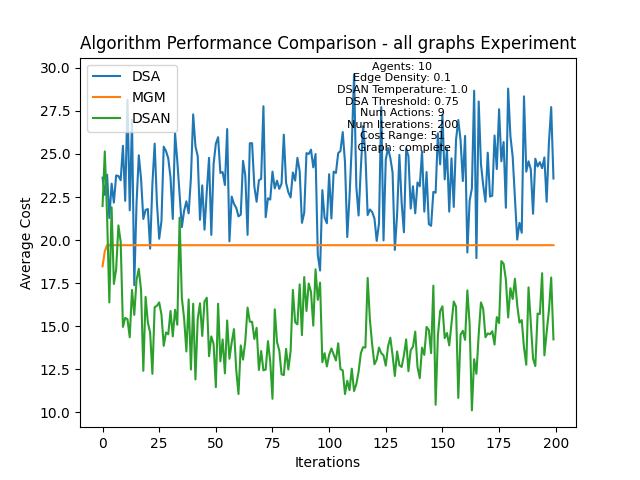 Algorithm Performance Comparison - all graphs Experiment
30.0
27.5
25.0
22.5
20.0
17.5
15.0
12.5
10.0
Average Cost
DSA
MGM
DSAN
Agents: 10
Edge Density: 0.1
DSAN Temperature: 1.0
DSA Threshold: 0.75
Num Actions: 9
Num Iterations: 200
Cost Range: 51
Graph: complete
0
25
50
75
100
125
150
175
200
Iterations